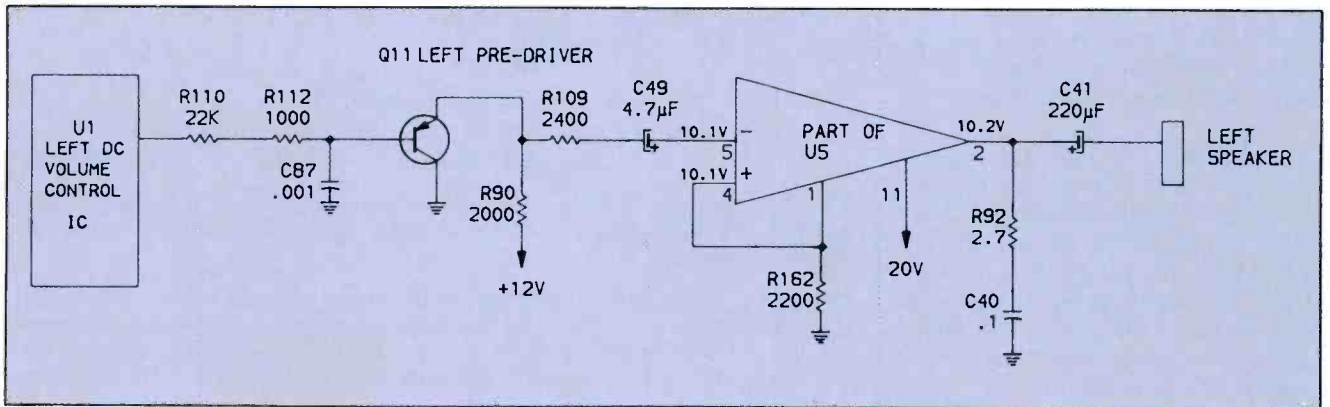 Q11 LEFT PRE-DRIVER
U1
LEFT DC
VOLUME
CONTROL
IC
R110
22K
R112
1000
C87
.001
R90
2000
+12V
R109
2400
C49
4.7µF
+
10.1V
5
−
10.1V
4
+
PART OF
U5
1
11
20V
R162
2200
10.2V
2
R92
2.7
C40
.1
C41
220µF
+
LEFT
SPEAKER